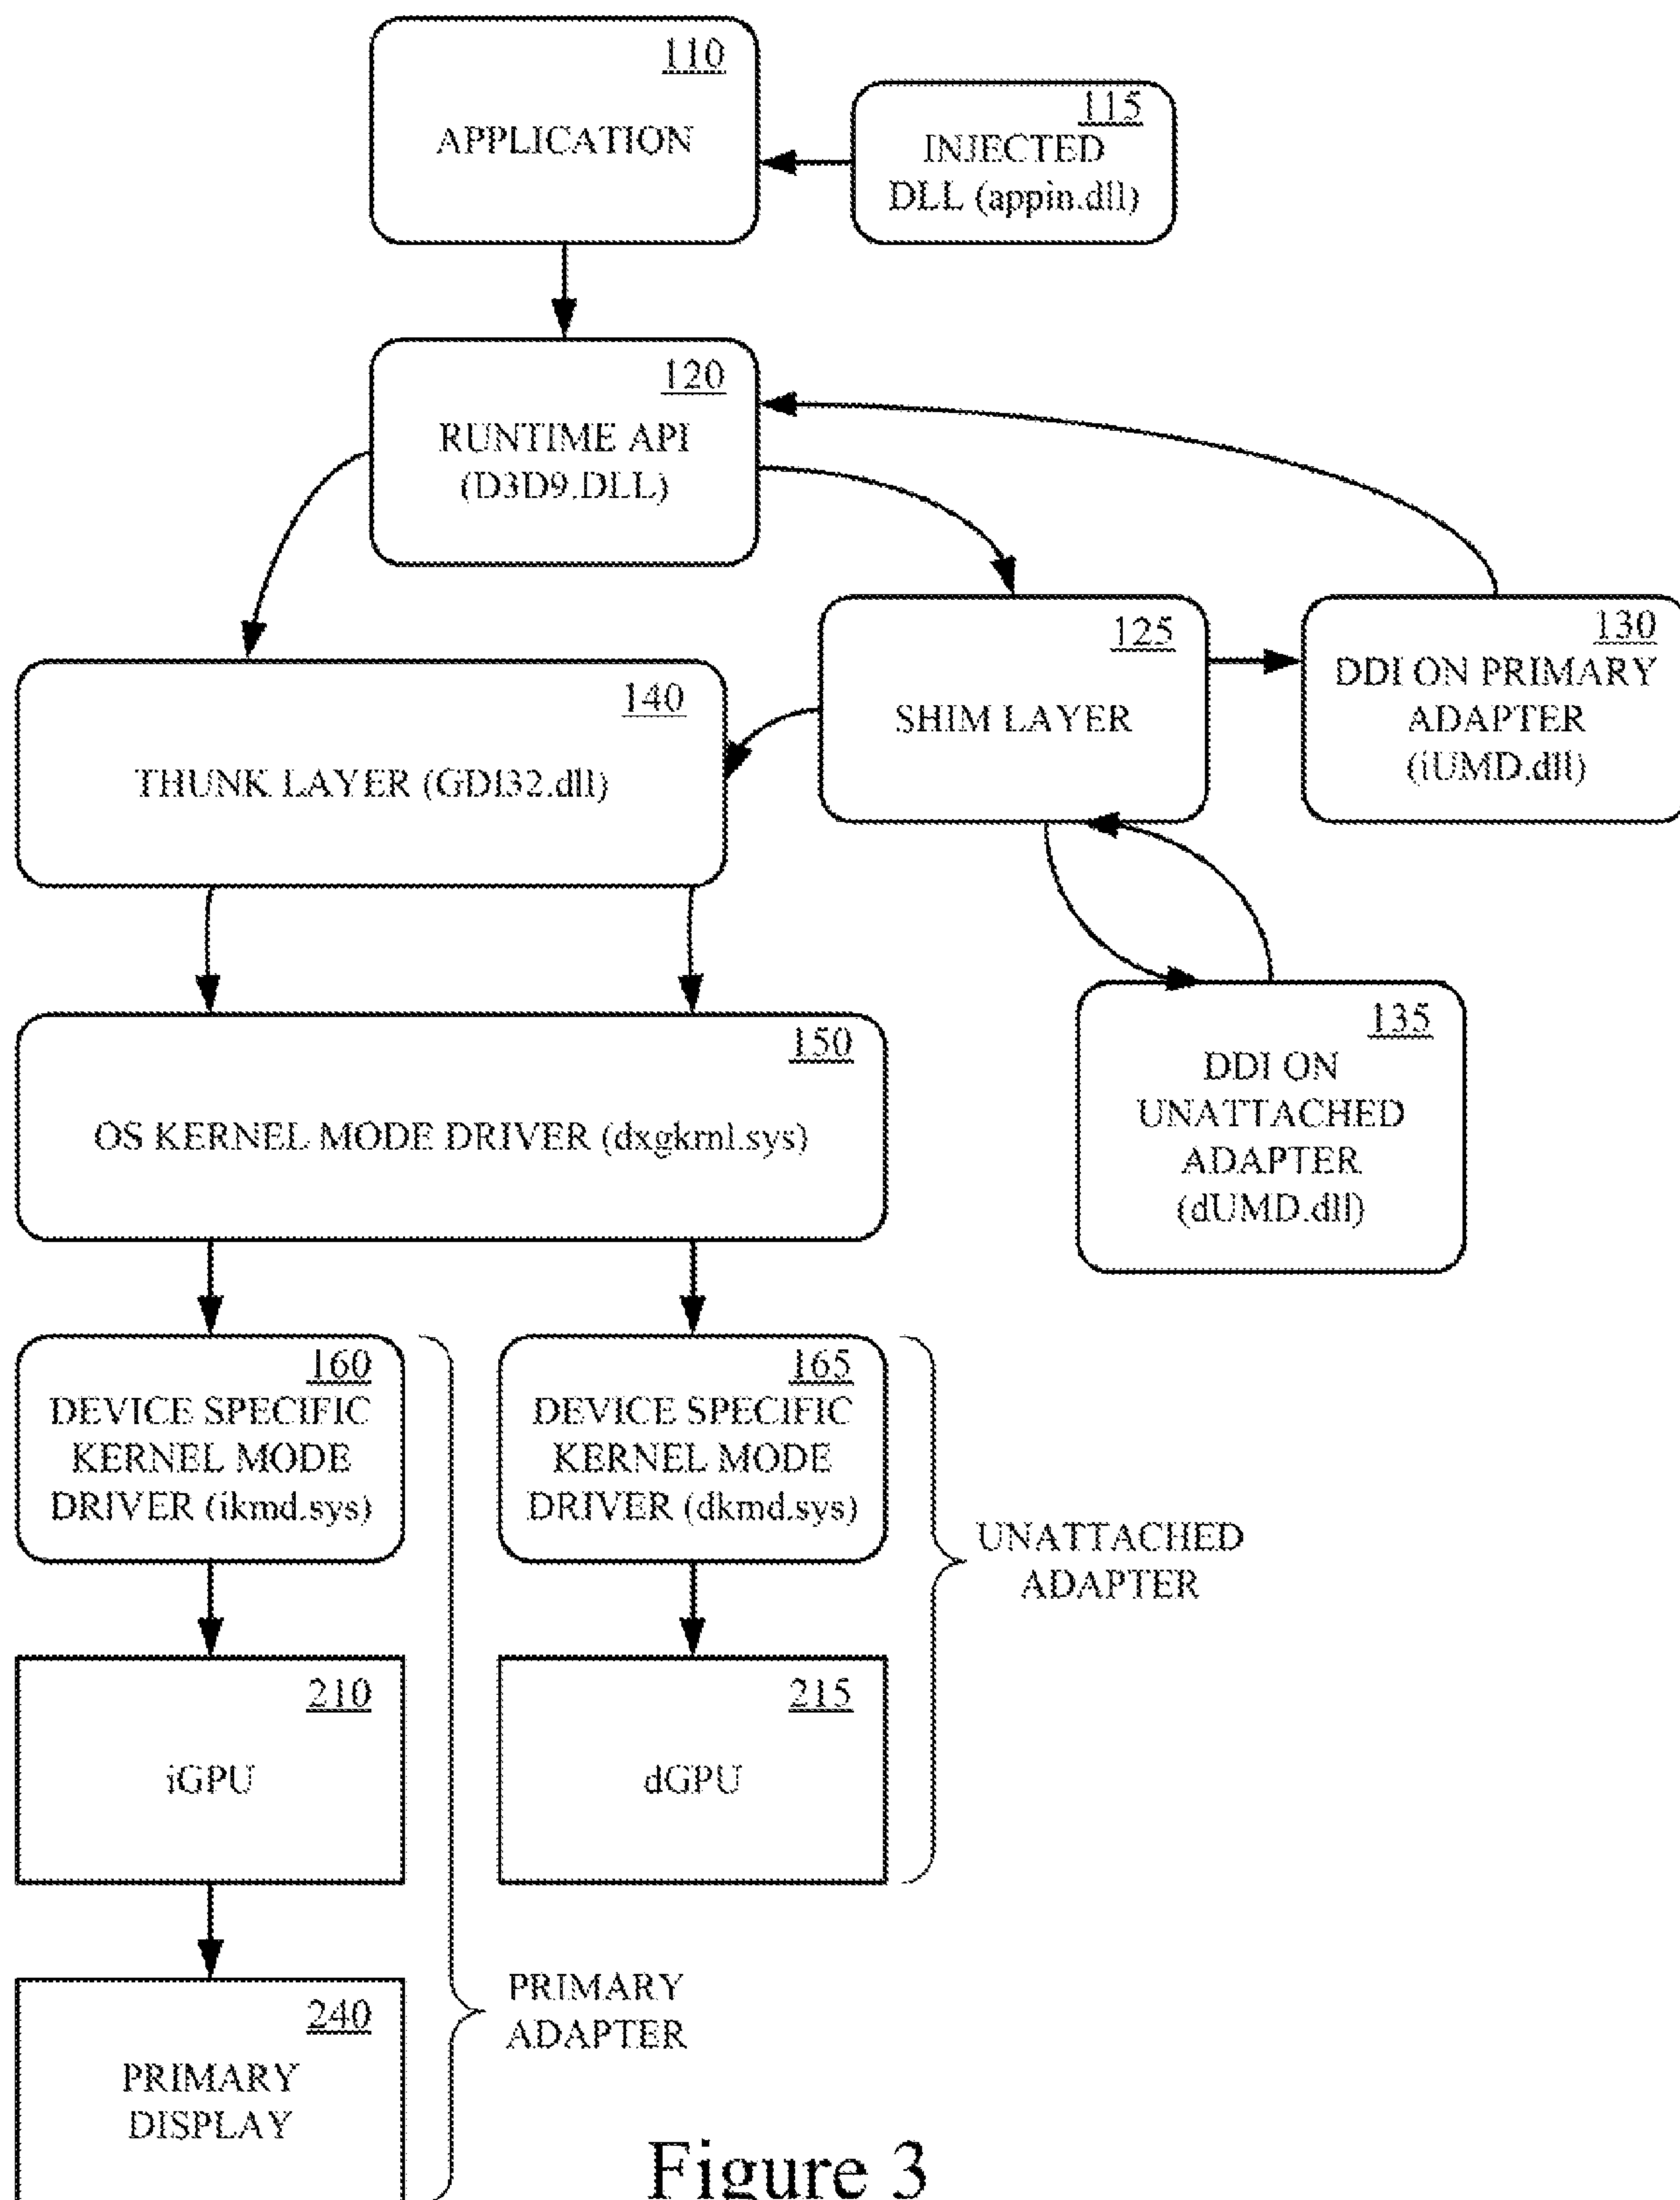 110
APPLICATION
115
INJECTED
DLL (appin.dll)
120
RUNTIME API
(D3D9.DLL)
125
SHIM LAYER
130
DDI ON PRIMARY
ADAPTER
(iUMD.dll)
140
THUNK LAYER (GDI32.dll)
135
DDI ON
UNATTACHED
ADAPTER
(dUMD.dll)
150
OS KERNEL MODE DRIVER (dxgkrnl.sys)
160
DEVICE SPECIFIC
KERNEL MODE
DRIVER (ikmd.sys)
165
DEVICE SPECIFIC
KERNEL MODE
DRIVER (dkmd.sys)
UNATTACHED
ADAPTER
210
iGPU
215
dGPU
PRIMARY
ADAPTER
240
PRIMARY
DISPLAY
Figure 3